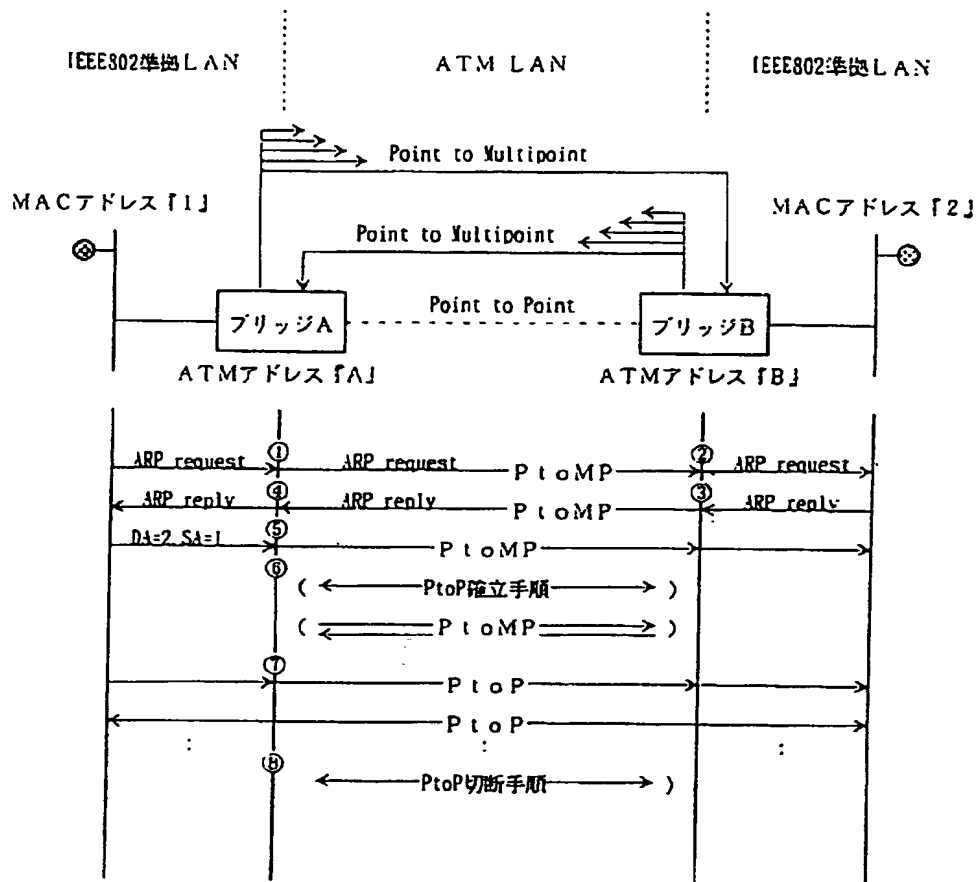 IEEE802準拠LAN
ATM LAN
IEEE802準拠LAN
Point to Multipoint
MACアドレス『1』
MACアドレス『2』
Point to Multipoint
Point to Point
ブリッジA
ブリッジB
ATMアドレス『A』
ATMアドレス『B』
① ②
ARP request ARP request PtoMP ARP request
④ ③
ARP reply ARP reply PtoMP ARP reply
⑤
DA=2 SA=1 PtoMP
⑥
( PtoP確立手順 )
( PtoMP )
⑦
PtoP
PtoP
⑧
PtoP切断手順 )